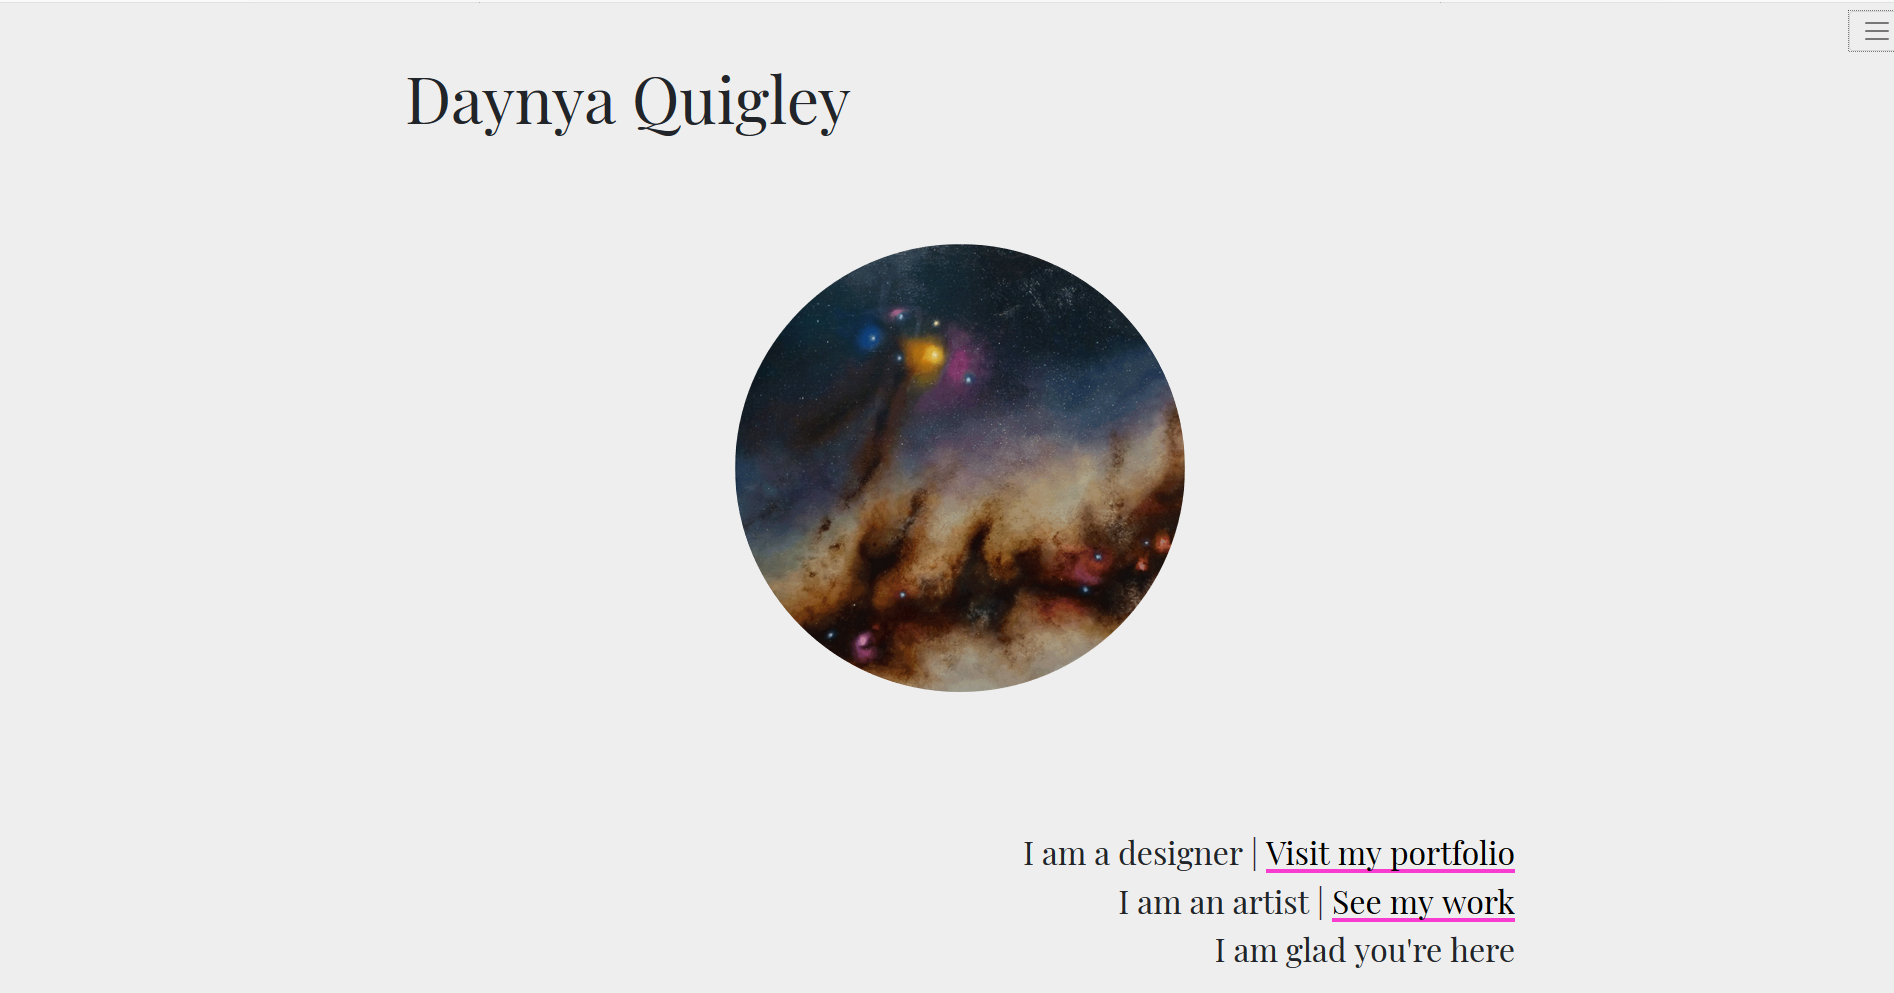 Daynya Quigley
I am a designer | Visit my portfolio
I am an artist | See my work
I am glad you're here